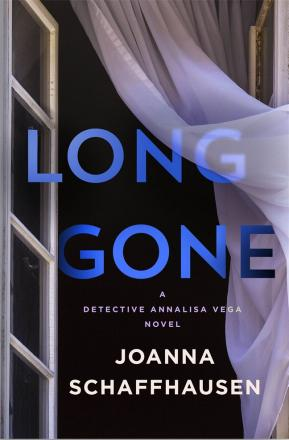 LONG
GONE
A
DETECTIVE ANNALISA VEGA
NOVEL
JOANNA
SCHAFFHAUSEN